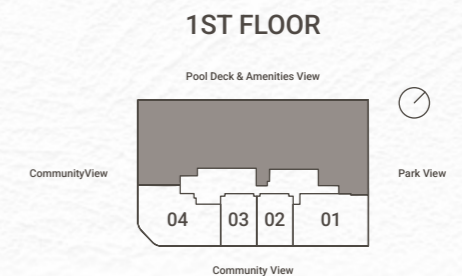 1ST FLOOR
Pool Deck & Amenities View
CommunityView
Park View
04
03
02
01
Community View